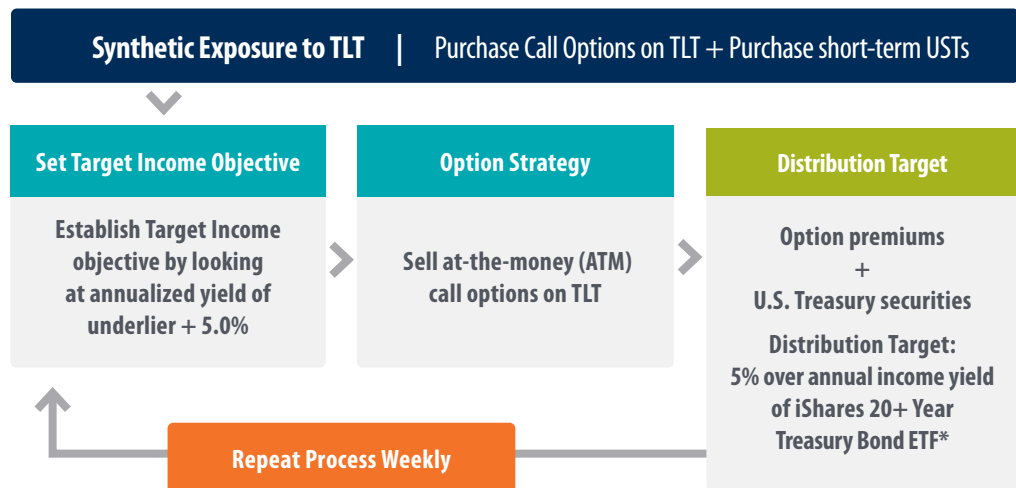 Synthetic Exposure to TLT | Purchase Call Options on TLT + Purchase short-term USTs
Set Target Income Objective
Establish Target Income
objective by looking
at annualized yield of
underlier + 5.0%
Option Strategy
Sell at-the-money (ATM)
call options on TLT
Distribution Target
Option premiums
+
U.S. Treasury securities
Distribution Target:
5% over annual income yield
of iShares 20+ Year
Treasury Bond ETF*
Repeat Process Weekly